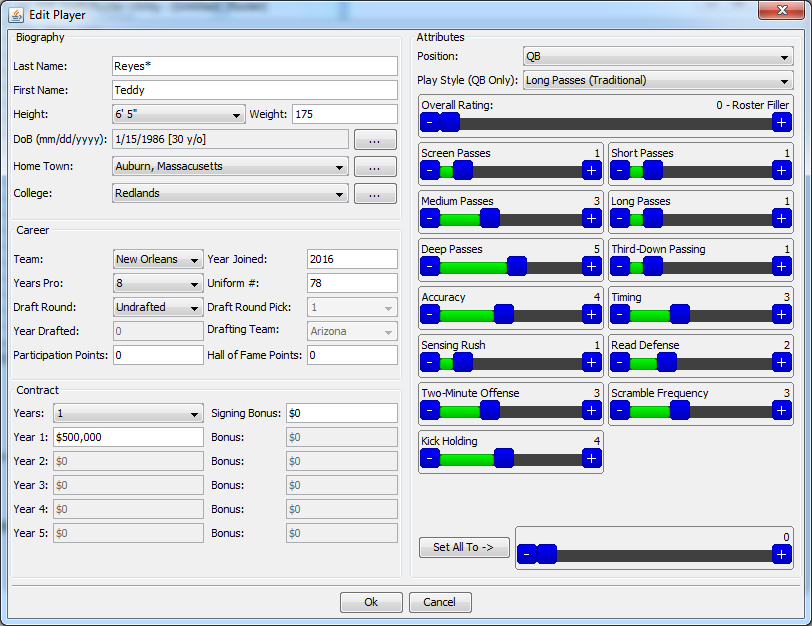 Edit Player
Biography
Last Name: Reyes*
First Name: Teddy
Height: 6' 5" Weight: 175
DoB (mm/dd/yyyy): 1/15/1986 [30 y/o] ...
Home Town: Auburn, Massacusetts ...
College: Redlands ...
Career
Team: New Orleans Year Joined: 2016
Years Pro: 8 Uniform #: 78
Draft Round: Undrafted Draft Round Pick: 1
Year Drafted: 0 Drafting Team: Arizona
Participation Points: 0 Hall of Fame Points: 0
Contract
Years: 1 Signing Bonus: $0
Year 1: $500,000 Bonus: $0
Year 2: $0 Bonus: $0
Year 3: $0 Bonus: $0
Year 4: $0 Bonus: $0
Year 5: $0 Bonus: $0
Attributes
Position: QB
Play Style (QB Only): Long Passes (Traditional)
Overall Rating: 0 - Roster Filler
- +
Screen Passes 1 Short Passes 1
- + - +
Medium Passes 3 Long Passes 1
- + - +
Deep Passes 5 Third-Down Passing 1
- + - +
Accuracy 4 Timing 3
- + - +
Sensing Rush 1 Read Defense 2
- + - +
Two-Minute Offense 3 Scramble Frequency 3
- + - +
Kick Holding 4
- +
Set All To -> 0
- +
Ok Cancel